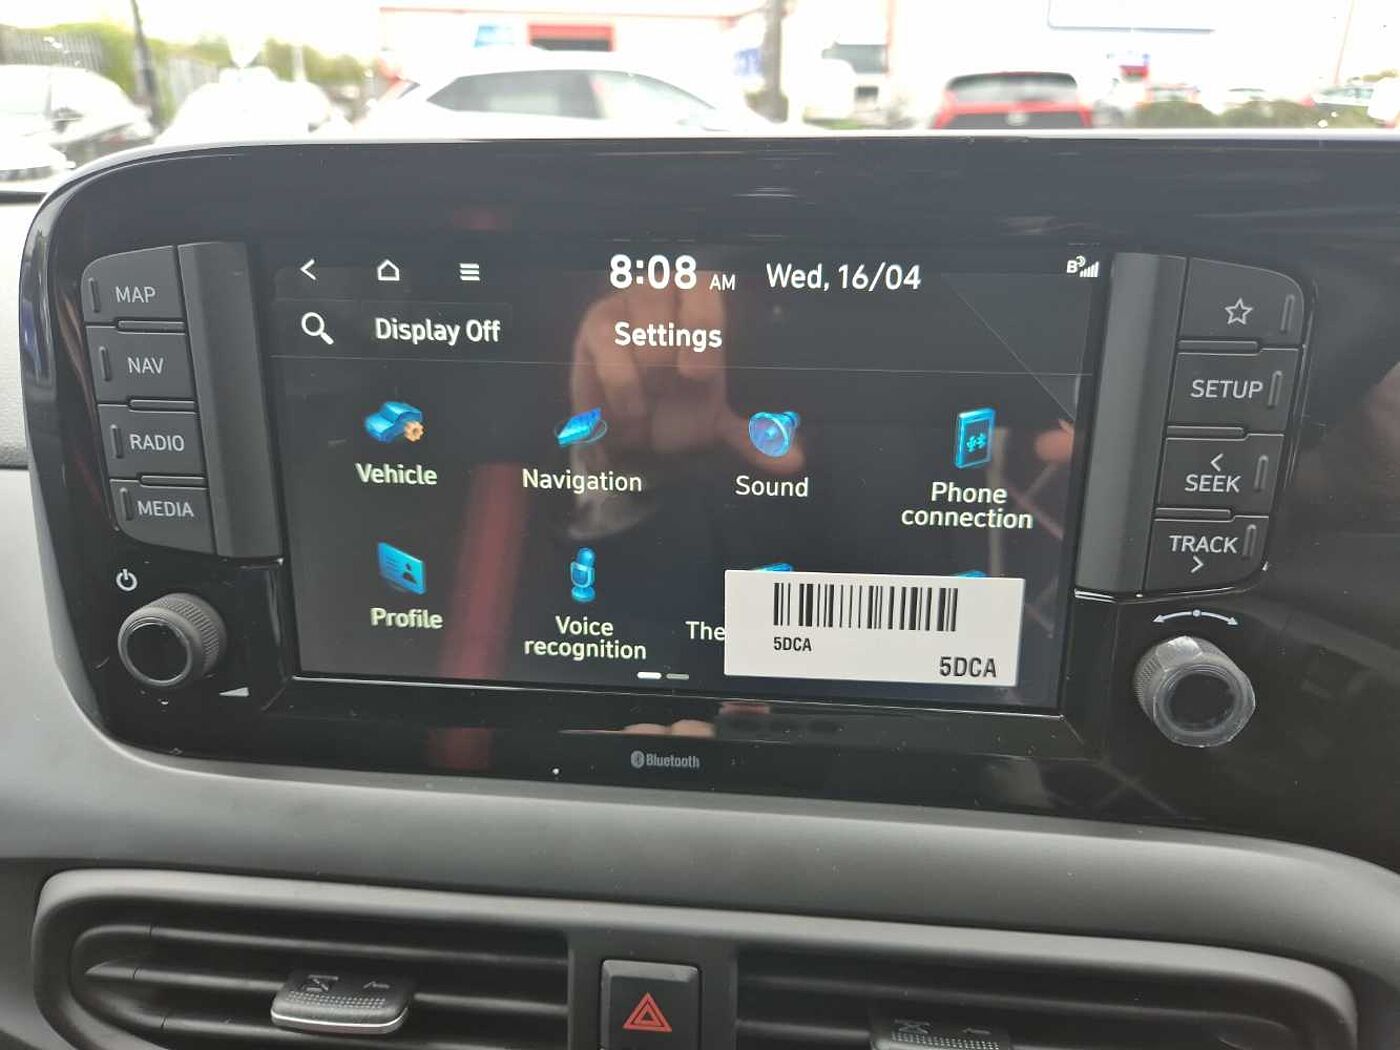 MAP
NAV
RADIO
MEDIA
8:08 AM Wed, 16/04
Display Off
Settings
Vehicle
Navigation
Sound
Phone
connection
Profile
Voice
recognition
The
5DCA
5DCA
SETUP
<
SEEK
TRACK
>
Bluetooth